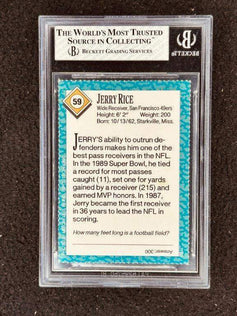 THE WORLD'S MOST TRUSTED
SOURCE IN COLLECTING™
BECKETT GRADING SERVICES
BECKETT
59
JERRY RICE
Wide Receiver, San Francisco 49ers
Height: 6' 2" Weight: 200
Born: 10/13/62, Starkville, Miss.
JERRY'S ability to outrun de-
fenders makes him one of the
best pass receivers in the NFL.
In the 1989 Super Bowl, he tied
a record for most passes
caught (11), set one for yards
gained by a receiver (215) and
earned MVP honors. In 1987,
Jerry became the first receiver
in 36 years to lead the NFL in
scoring.
How many feet long is a football field?
Answer: 300